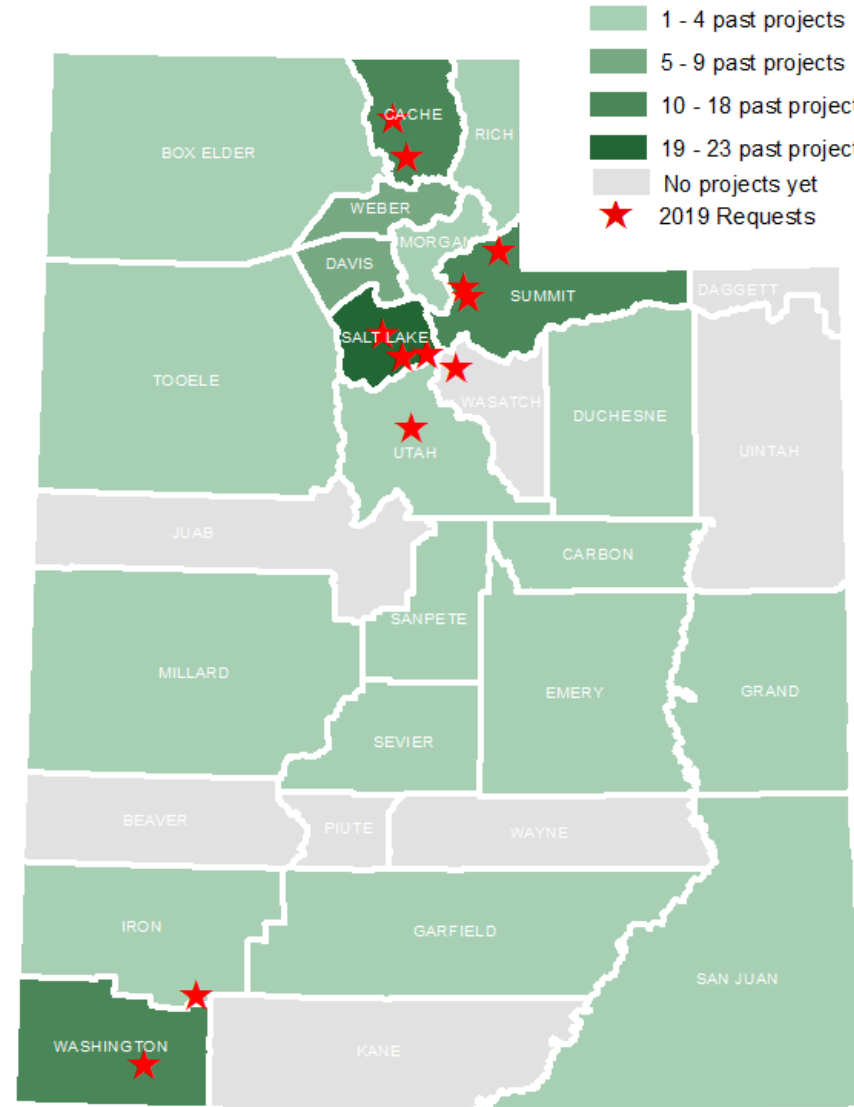 1 - 4 past projects
5 - 9 past projects
10 - 18 past project
19 - 23 past project
No projects yet
2019 Requests
CACHE
RICH
BOX ELDER
WEBER
MORGAN
DAVIS
SUMMIT
DAGGETT
SALT LAKE
TOOELE
WASATCH
DUCHESNE
UINTAH
UTAH
JUAB
CARBON
SANPETE
MILLARD
EMERY
GRAND
SEVIER
BEAVER
PIUTE
WAYNE
IRON
GARFIELD
SAN JUAN
WASHINGTON
KANE